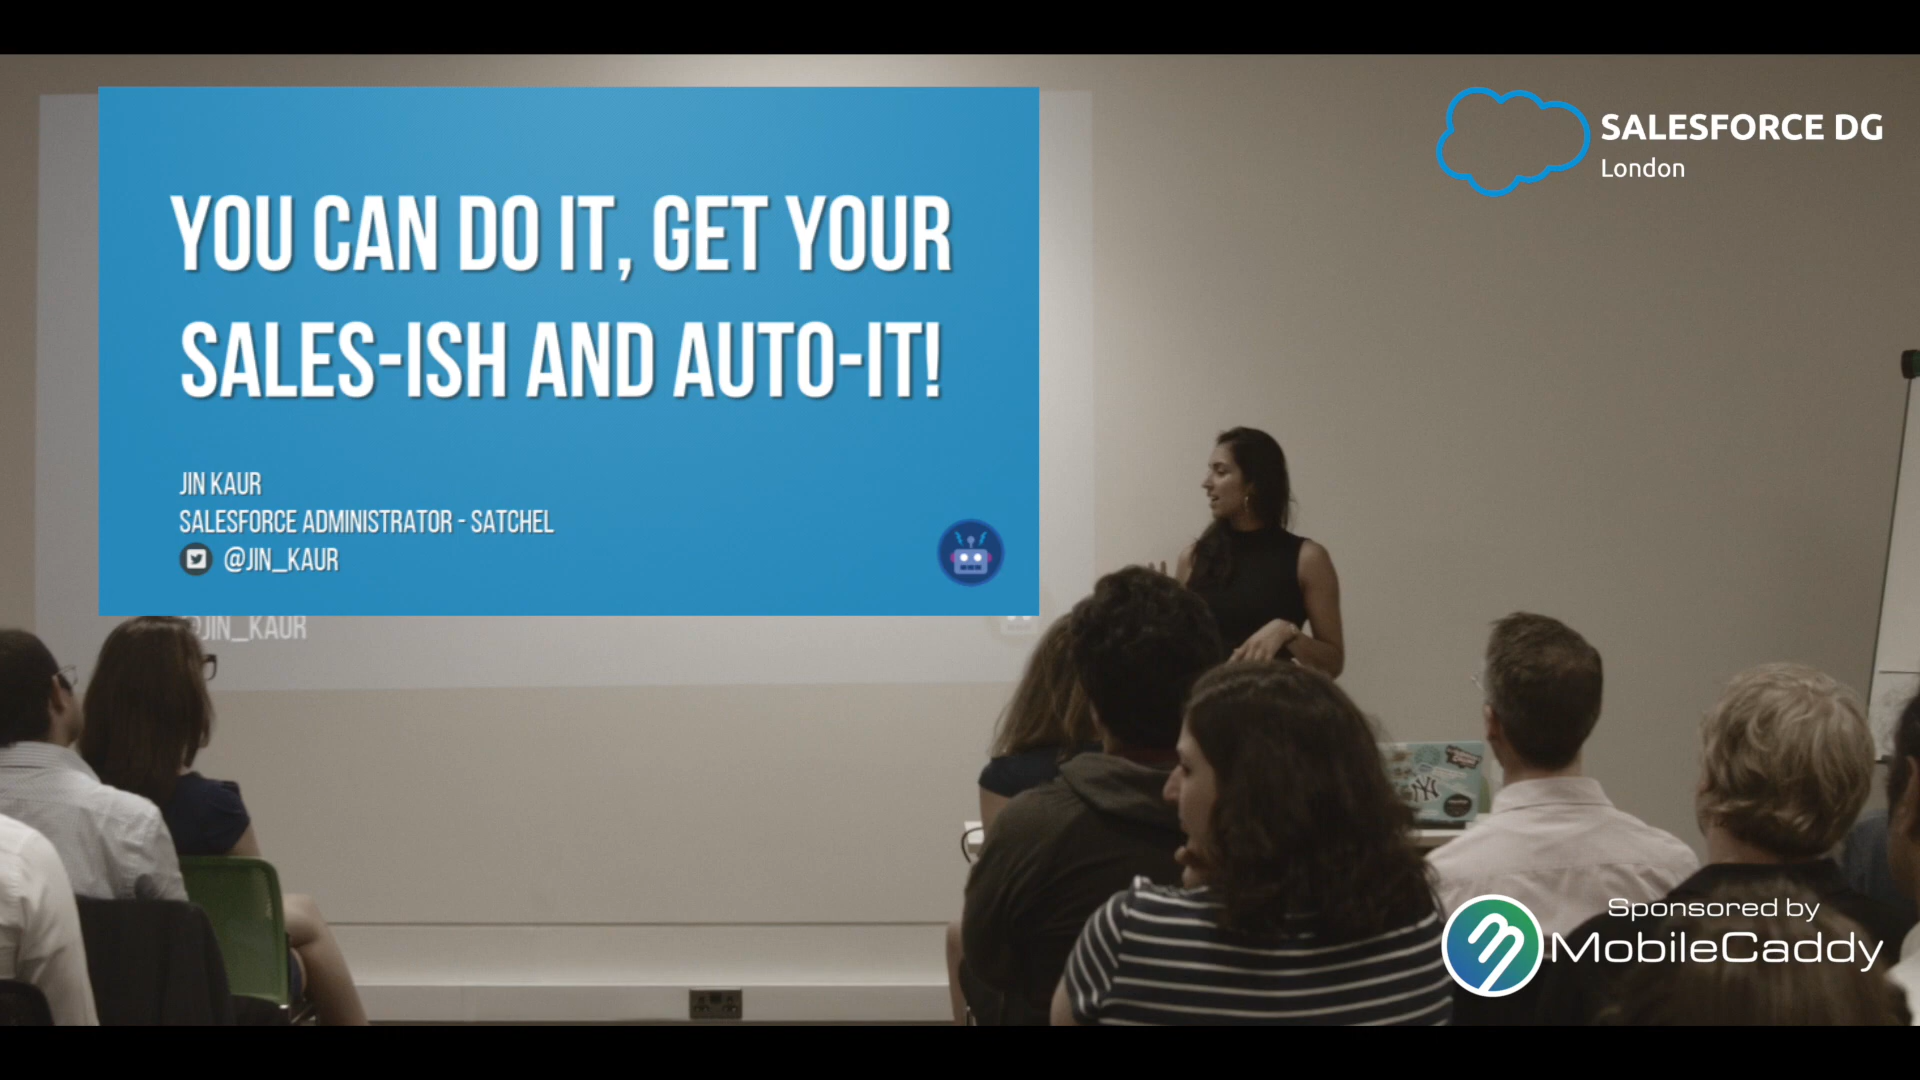 YOU CAN DO IT, GET YOUR
SALES-ISH AND AUTO-IT!
JIN KAUR
SALESFORCE ADMINISTRATOR - SATCHEL
@JIN_KAUR
@JIN_KAUR
SALESFORCE DG
London
NY
Sponsored by
MobileCaddy